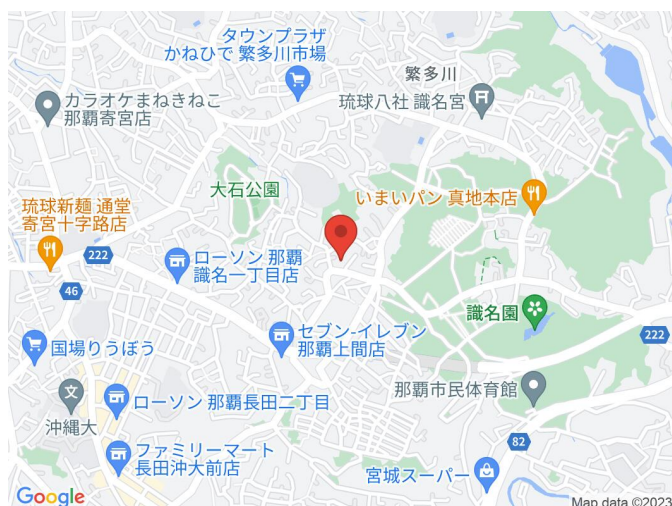 タウンプラザ
かねひで 繁多川市場
繁多川
カラオケまねきねこ
那覇寄宮店
琉球八社 識名宮
大石公園
いまいパン 真地本店
琉球新麺 通堂
寄宮十字路店
222
ローソン 那覇
識名一丁目店
46
識名園
セブン-イレブン
那覇上間店
222
国場りうぼう
那覇市民体育館
文
沖縄大
ローソン 那覇長田二丁目
82
ファミリーマート
長田沖大前店
宮城スーパー
Google
Map data ©2023